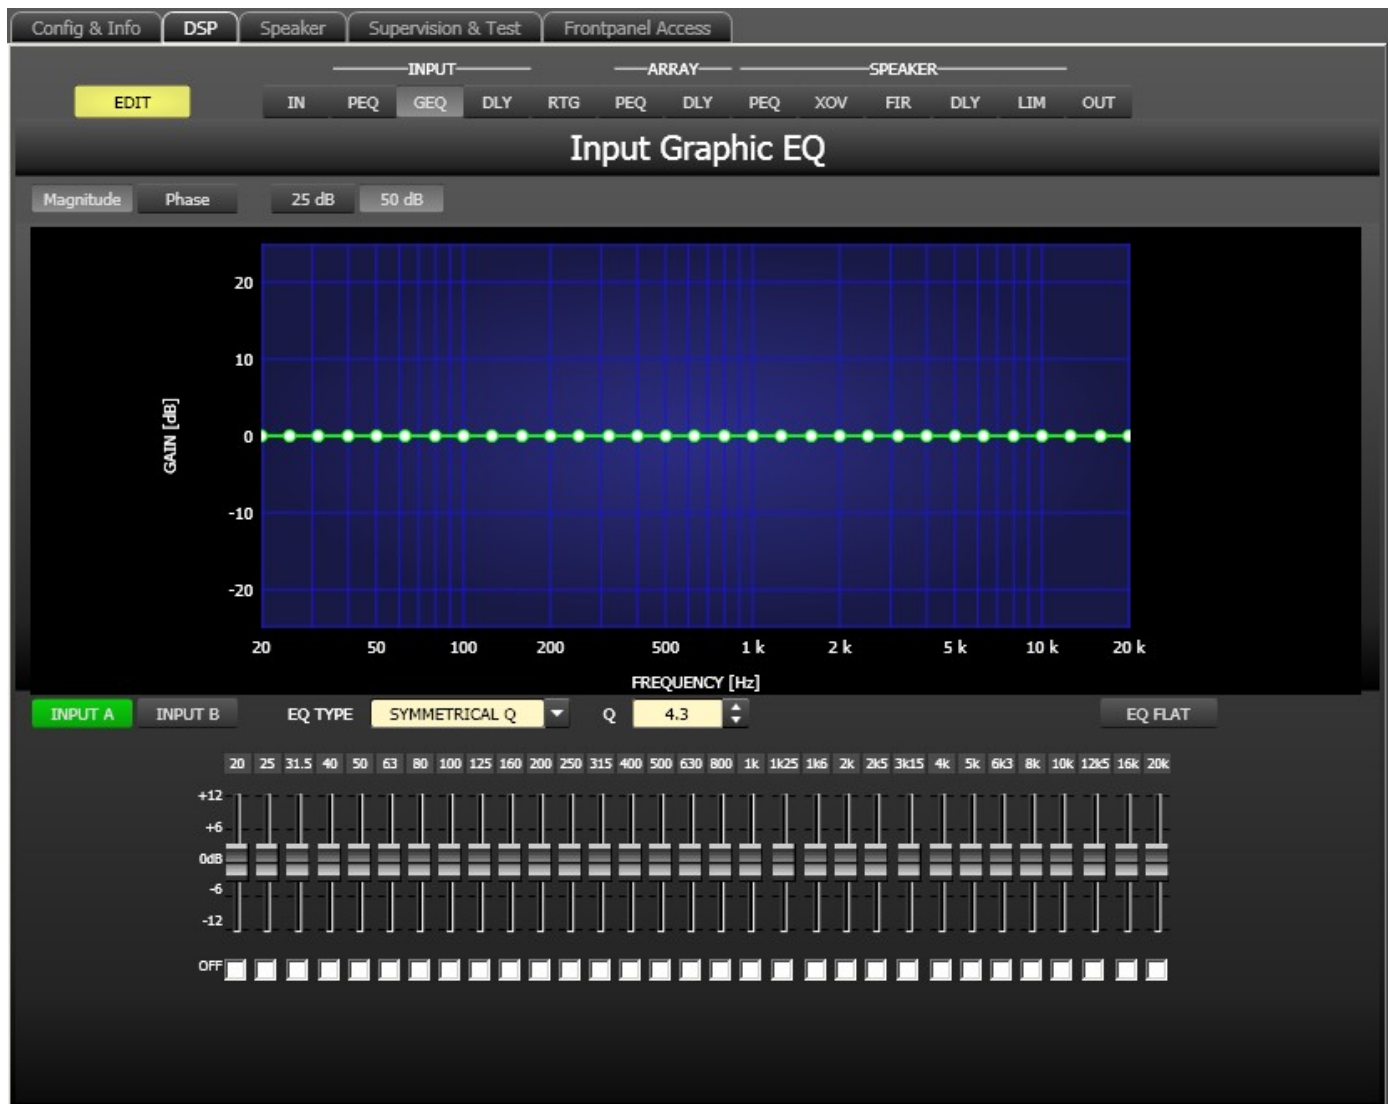 Config & Info DSP Speaker Supervision & Test Frontpanel Access
INPUT ARRAY SPEAKER
EDIT IN PEQ GEQ DLY RTG PEQ DLY PEQ XOV FIR DLY LIM OUT
Input Graphic EQ
Magnitude Phase 25 dB 50 dB
20
10
GAIN [dB]
0
-10
-20
20 50 100 200 500 1 k 2 k 5 k 10 k 20 k
FREQUENCY [Hz]
INPUT A INPUT B EQ TYPE SYMMETRICAL Q Q 4.3 EQ FLAT
20 25 31.5 40 50 63 80 100 125 160 200 250 315 400 500 630 800 1k 1k25 1k6 2k 2k5 3k15 4k 5k 6k3 8k 10k 12k5 16k 20k
+12
+6
0dB
-6
-12
OFF